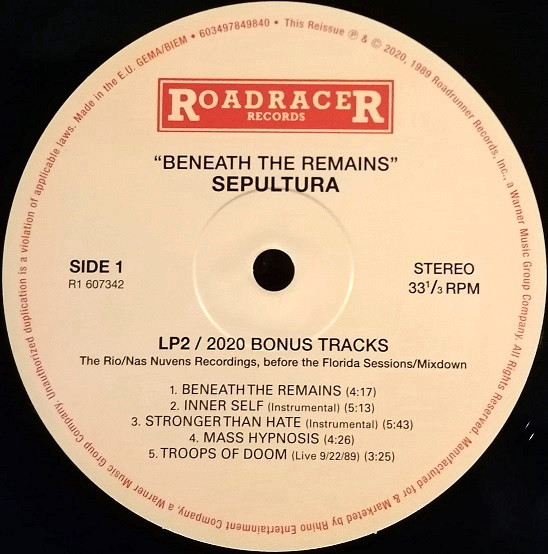 Made in the E.U. GEMA/BIEM • 603497849840 • This Reissue ℗ & © 2020, 1989 Roadrunner Records, Inc., a Warner Music Group Company. All Rights Reserved. Manufactured for & Marketed by Rhino Entertainment Company, a Warner Music Group Company. Unauthorized duplication is a violation of applicable laws.
ROADRACER
RECORDS
“BENEATH THE REMAINS”
SEPULTURA
SIDE 1
R1 607342
STEREO
33¹/₃ RPM
LP2 / 2020 BONUS TRACKS
The Rio/Nas Nuvens Recordings, before the Florida Sessions/Mixdown
1. BENEATH THE REMAINS (4:17)
2. INNER SELF (Instrumental) (5:13)
3. STRONGER THAN HATE (Instrumental) (5:43)
4. MASS HYPNOSIS (4:26)
5. TROOPS OF DOOM (Live 9/22/89) (3:25)